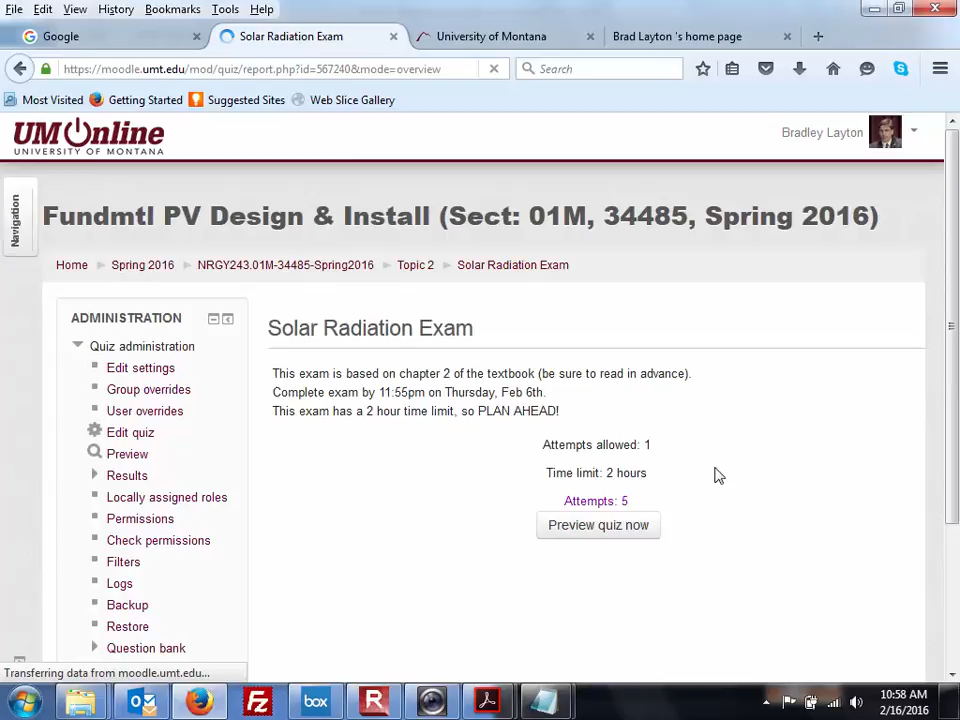 File Edit View History Bookmarks Tools Help
Google
Solar Radiation Exam
University of Montana
Brad Layton 's home page
https://moodle.umt.edu/mod/quiz/report.php?id=567240&mode=overview
Search
Most Visited
Getting Started
Suggested Sites
Web Slice Gallery
UMOnline
UNIVERSITY OF MONTANA
Bradley Layton
Navigation
Fundmtl PV Design & Install (Sect: 01M, 34485, Spring 2016)
Home
Spring 2016
NRGY243.01M-34485-Spring2016
Topic 2
Solar Radiation Exam
ADMINISTRATION
Quiz administration
Edit settings
Group overrides
User overrides
Edit quiz
Preview
Results
Locally assigned roles
Permissions
Check permissions
Filters
Logs
Backup
Restore
Question bank
Solar Radiation Exam
This exam is based on chapter 2 of the textbook (be sure to read in advance).
Complete exam by 11:55pm on Thursday, Feb 6th.
This exam has a 2 hour time limit, so PLAN AHEAD!
Attempts allowed: 1
Time limit: 2 hours
Attempts: 5
Preview quiz now
Transferring data from moodle.umt.edu...
Fz
box
R
10:58 AM
2/16/2016